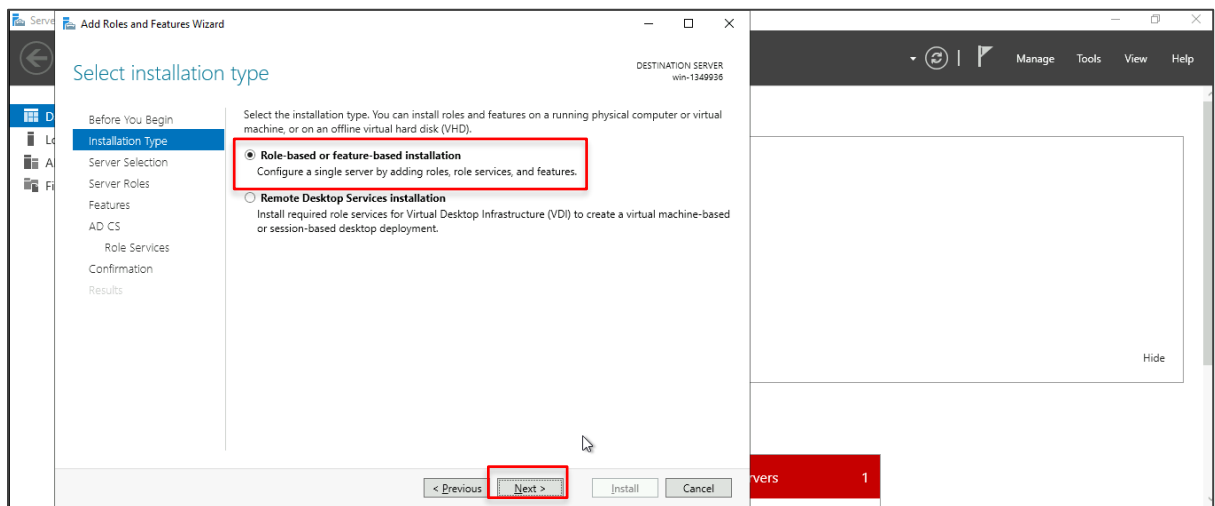 Serve
Add Roles and Features Wizard
Manage Tools View Help
Select installation type
DESTINATION SERVER
win-1349936
Before You Begin
Installation Type
Server Selection
Server Roles
Features
AD CS
Role Services
Confirmation
Results
Select the installation type. You can install roles and features on a running physical computer or virtual
machine, or on an offline virtual hard disk (VHD).
Role-based or feature-based installation
Configure a single server by adding roles, role services, and features.
Remote Desktop Services installation
Install required role services for Virtual Desktop Infrastructure (VDI) to create a virtual machine-based
or session-based desktop deployment.
D
Lo
Al
Fi
Hide
< Previous Next > Install Cancel
rvers 1